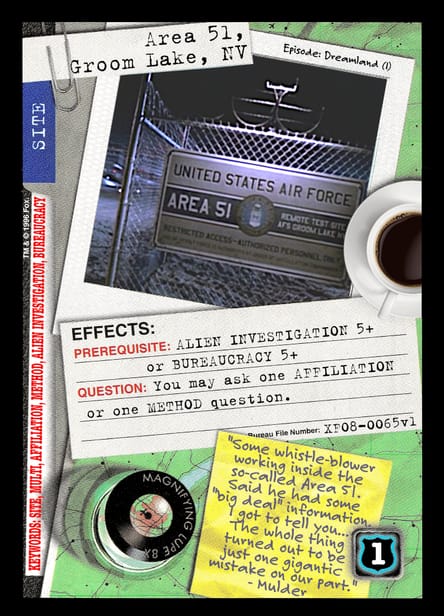 Area 51,
Groom Lake, NV
Episode: Dreamland (1)
SITE
TM & © 1996 Fox.
KEYWORDS: SITE, MULTI, AFFILIATION, METHOD, ALIEN INVESTIGATION, BUREAUCRACY
UNITED STATES AIR FORCE
AREA 51
REMOTE TEST SITE
AFS GROOM LAKE
RESTRICTED ACCESS - AUTHORIZED PERSONNEL ONLY
EFFECTS:
PREREQUISITE: ALIEN INVESTIGATION 5+
or BUREAUCRACY 5+
QUESTION: You may ask one AFFILIATION
or one METHOD question.
Bureau File Number: XF08-0065v1
MAGNIFYING LUPE 8X
"Some whistle-blower
working inside the
so-called Area 51.
Said he had some
"big deal" information.
I got to tell you...
The whole thing
turned out to be
just one gigantic
mistake on our part."
- Mulder
1